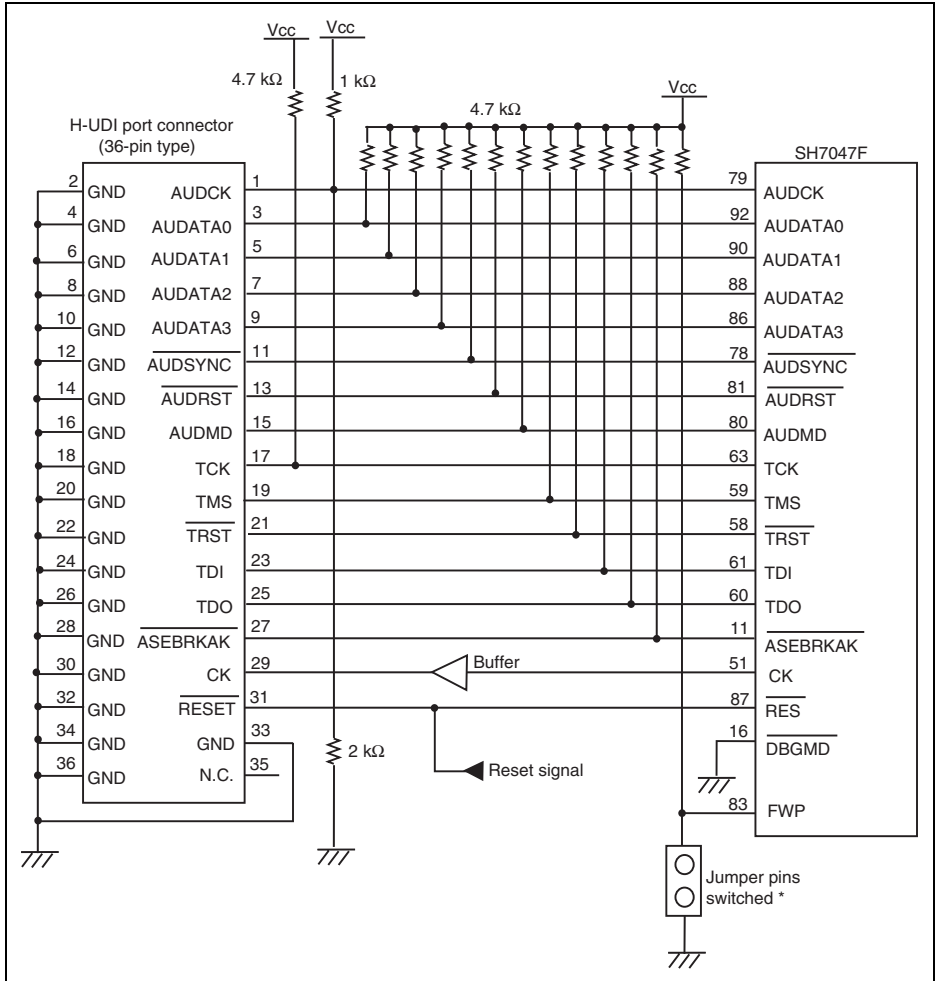 Vcc
Vcc
4.7 kΩ
1 kΩ
Vcc
4.7 kΩ
H-UDI port connector
(36-pin type)
SH7047F
2 GND AUDCK 1 79 AUDCK
4 GND AUDATA0 3 92 AUDATA0
6 GND AUDATA1 5 90 AUDATA1
8 GND AUDATA2 7 88 AUDATA2
10 GND AUDATA3 9 86 AUDATA3
12 GND AUDSYNC 11 78 AUDSYNC
14 GND AUDRST 13 81 AUDRST
16 GND AUDMD 15 80 AUDMD
18 GND TCK 17 63 TCK
20 GND TMS 19 59 TMS
22 GND TRST 21 58 TRST
24 GND TDI 23 61 TDI
26 GND TDO 25 60 TDO
28 GND ASEBRKAK 27 11 ASEBRKAK
30 GND CK 29 Buffer 51 CK
32 GND RESET 31 87 RES
34 GND GND 33 16 DBGMD
36 GND N.C. 35
2 kΩ
Reset signal
83 FWP
Jumper pins
switched *